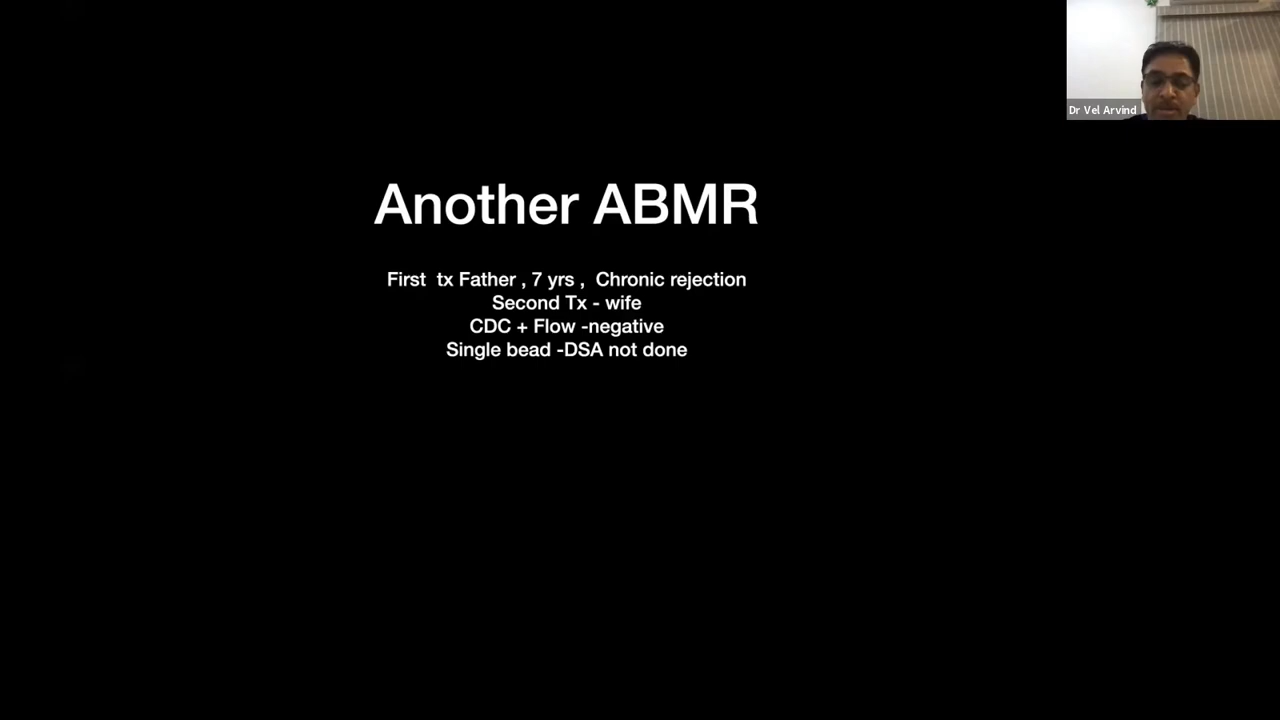 Dr Vel Arvind
Another ABMR
First tx Father , 7 yrs , Chronic rejection
Second Tx - wife
CDC + Flow -negative
Single bead -DSA not done